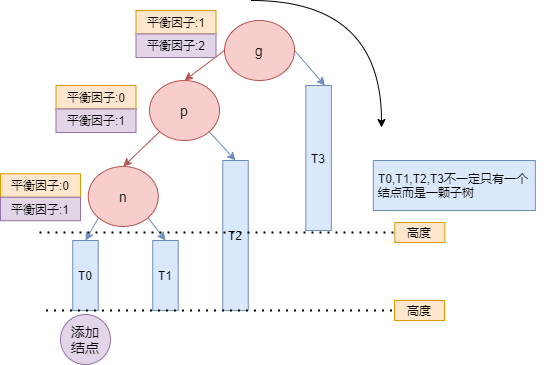 平衡因子:1
平衡因子:2
g
平衡因子:0
平衡因子:1
p
T3
T0,T1,T2,T3不一定只有一个
结点而是一颗子树
平衡因子:0
平衡因子:1
n
T2
高度
T0
T1
高度
添加
结点